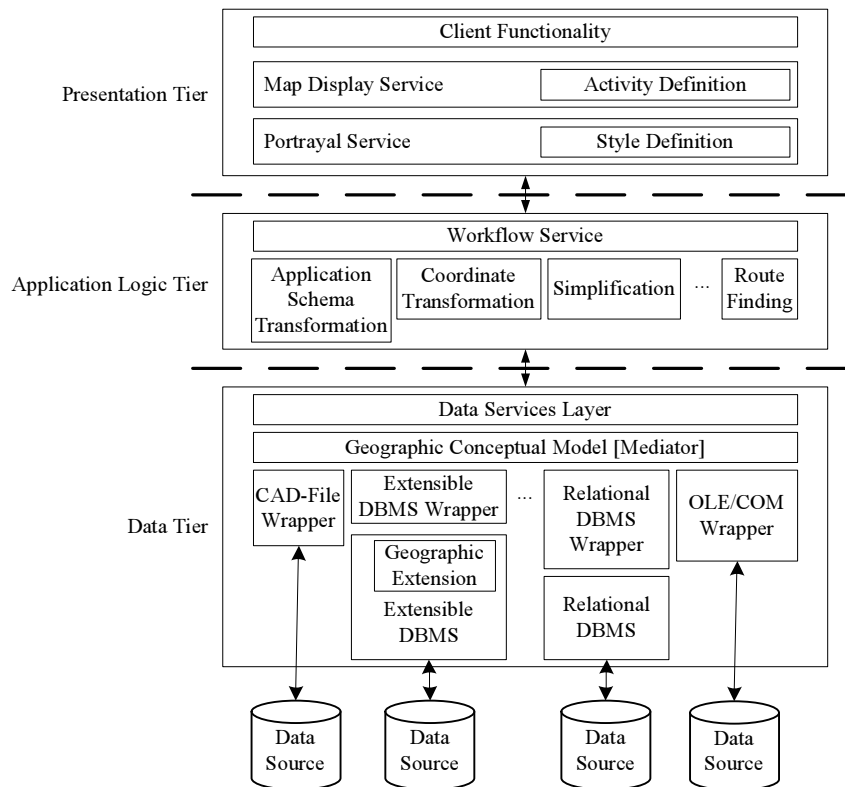 Client Functionality
Presentation Tier
Map Display Service
Activity Definition
Portrayal Service
Style Definition
Application Logic Tier
Workflow Service
Application
Schema
Transformation
Coordinate
Transformation
Simplification
...
Route
Finding
Data Tier
Data Services Layer
Geographic Conceptual Model [Mediator]
CAD-File
Wrapper
Extensible
DBMS Wrapper
...
Relational
DBMS
Wrapper
OLE/COM
Wrapper
Geographic
Extension
Extensible
DBMS
Relational
DBMS
Data
Source
Data
Source
Data
Source
Data
Source